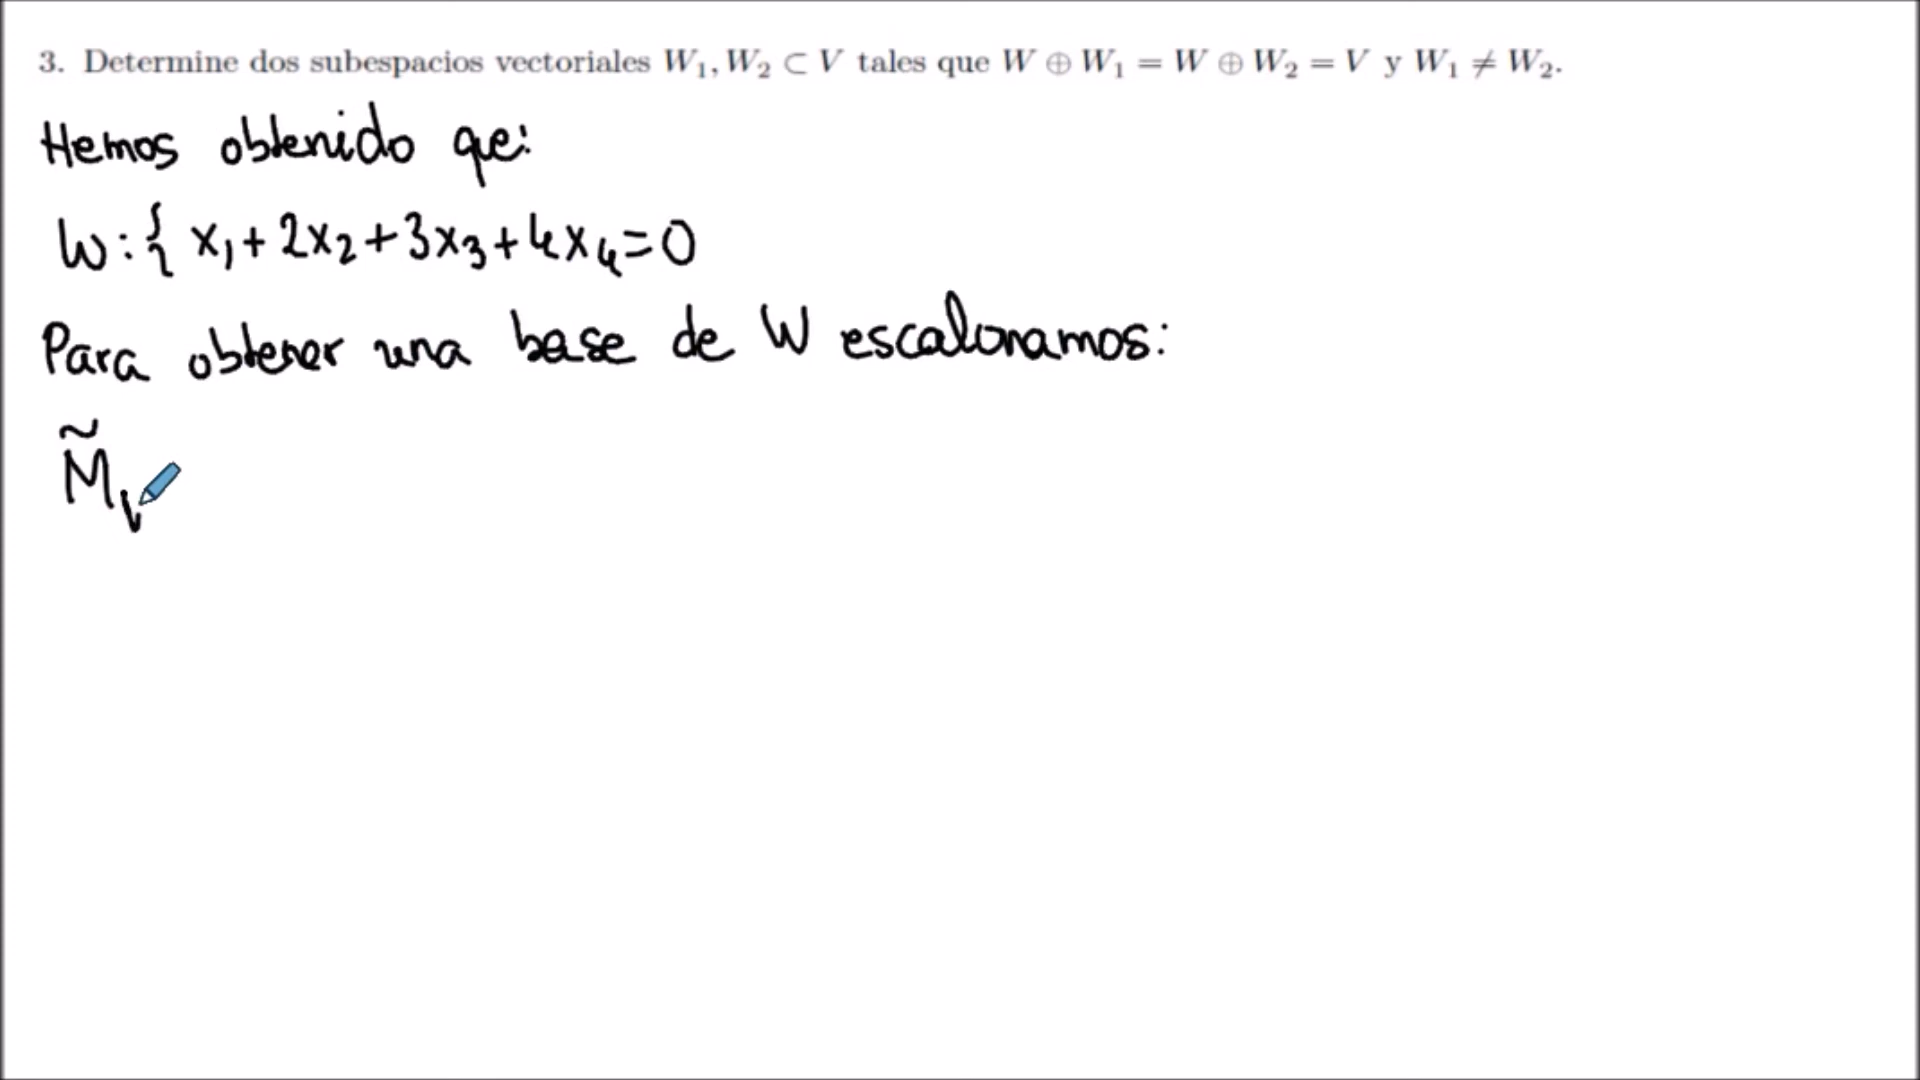 3. Determine dos subespacios vectoriales W₁, W₂ ⊂ V tales que W ⊕ W₁ = W ⊕ W₂ = V y W₁ ≠ W₂.
Hemos obtenido que:
W:{ x₁+2x₂+3x₃+4x₄=0
Para obtener una base de W escalonamos:
M̃